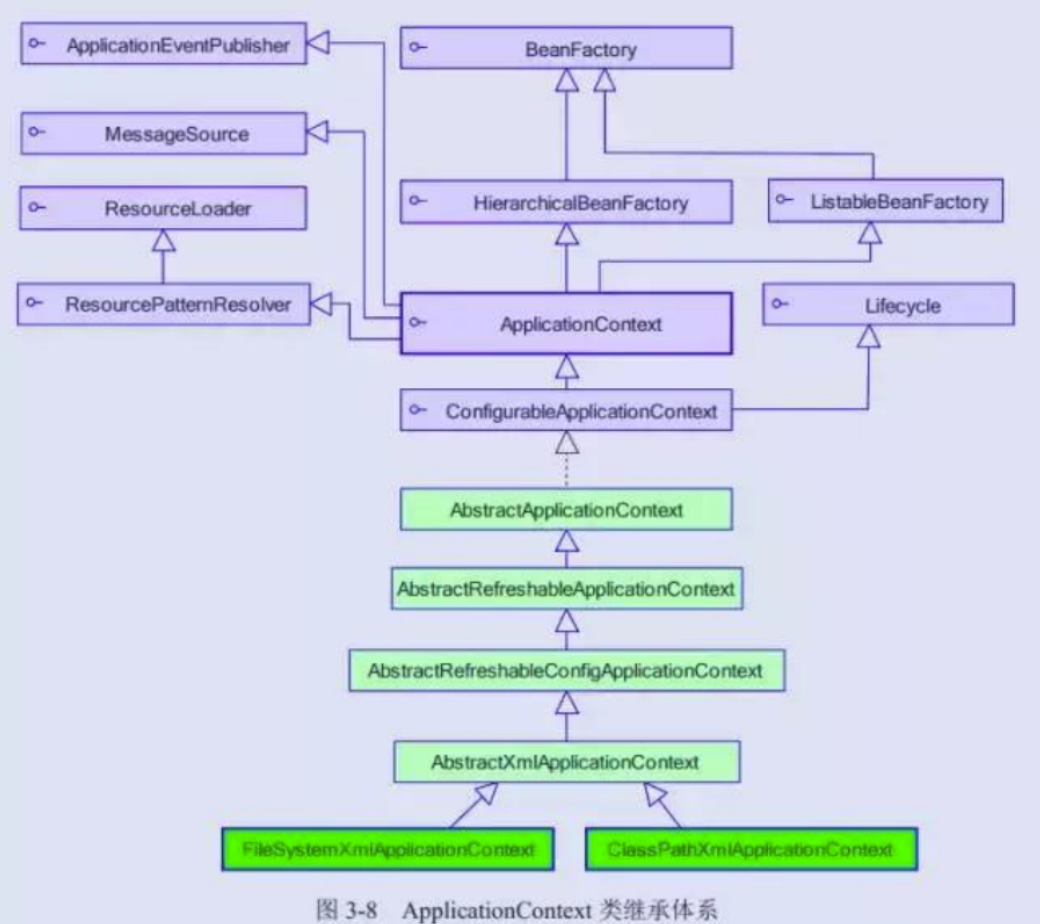 ApplicationEventPublisher
BeanFactory
MessageSource
ResourceLoader
HierarchicalBeanFactory
ListableBeanFactory
ResourcePatternResolver
ApplicationContext
Lifecycle
ConfigurableApplicationContext
AbstractApplicationContext
AbstractRefreshableApplicationContext
AbstractRefreshableConfigApplicationContext
AbstractXmlApplicationContext
FileSystemXmlApplicationContext
ClassPathXmlApplicationContext
图 3-8 ApplicationContext 类继承体系